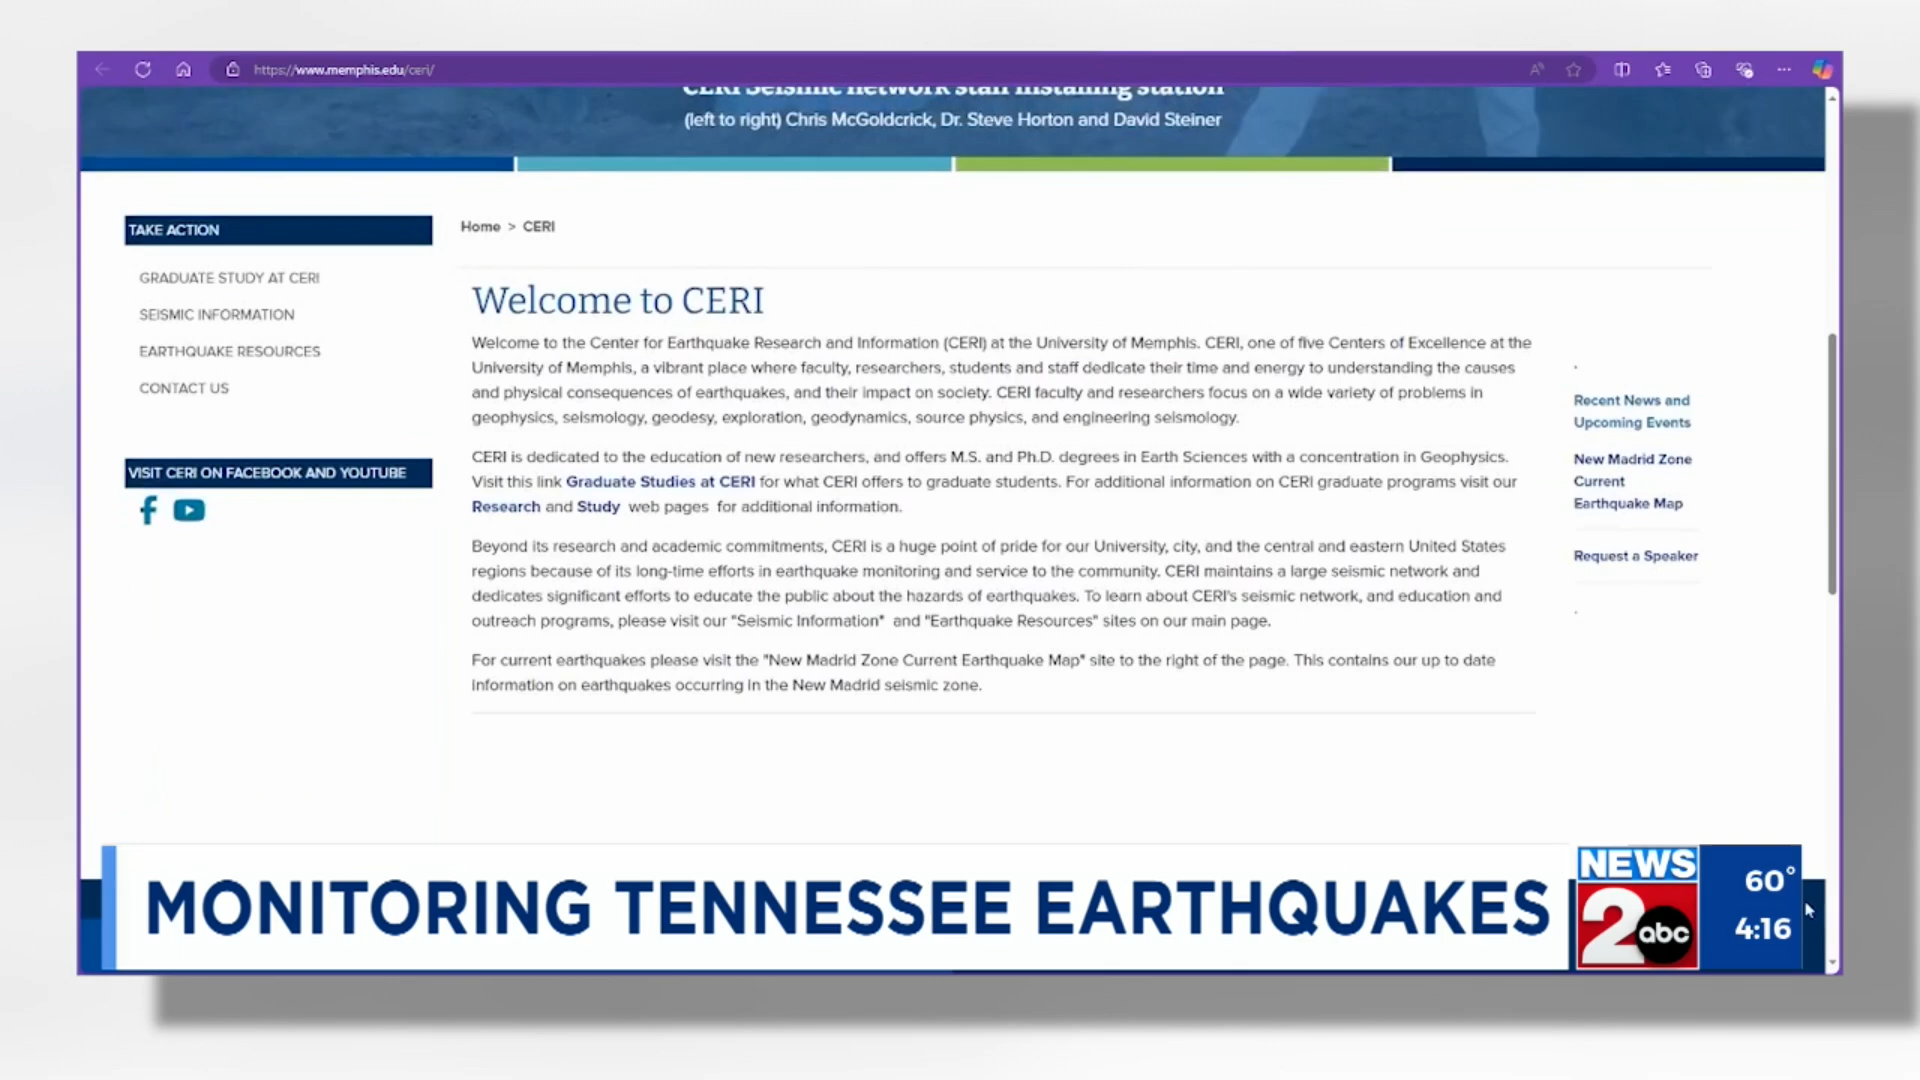 https://www.memphis.edu/ceri/
CERI Seismic network staff installing station
(left to right) Chris McGoldcrick, Dr. Steve Horton and David Steiner
TAKE ACTION
GRADUATE STUDY AT CERI
SEISMIC INFORMATION
EARTHQUAKE RESOURCES
CONTACT US
VISIT CERI ON FACEBOOK AND YOUTUBE
Home > CERI
Welcome to CERI
Welcome to the Center for Earthquake Research and Information (CERI) at the University of Memphis. CERI, one of five Centers of Excellence at the
University of Memphis, a vibrant place where faculty, researchers, students and staff dedicate their time and energy to understanding the causes
and physical consequences of earthquakes, and their impact on society. CERI faculty and researchers focus on a wide variety of problems in
geophysics, seismology, geodesy, exploration, geodynamics, source physics, and engineering seismology.
CERI is dedicated to the education of new researchers, and offers M.S. and Ph.D. degrees in Earth Sciences with a concentration in Geophysics.
Visit this link Graduate Studies at CERI for what CERI offers to graduate students. For additional information on CERI graduate programs visit our
Research and Study web pages for additional information.
Beyond its research and academic commitments, CERI is a huge point of pride for our University, city, and the central and eastern United States
regions because of its long-time efforts in earthquake monitoring and service to the community. CERI maintains a large seismic network and
dedicates significant efforts to educate the public about the hazards of earthquakes. To learn about CERI's seismic network, and education and
outreach programs, please visit our "Seismic Information" and "Earthquake Resources" sites on our main page.
For current earthquakes please visit the "New Madrid Zone Current Earthquake Map" site to the right of the page. This contains our up to date
information on earthquakes occurring in the New Madrid seismic zone.
Recent News and
Upcoming Events
New Madrid Zone
Current
Earthquake Map
Request a Speaker
MONITORING TENNESSEE EARTHQUAKES
NEWS
2
abc
60°
4:16